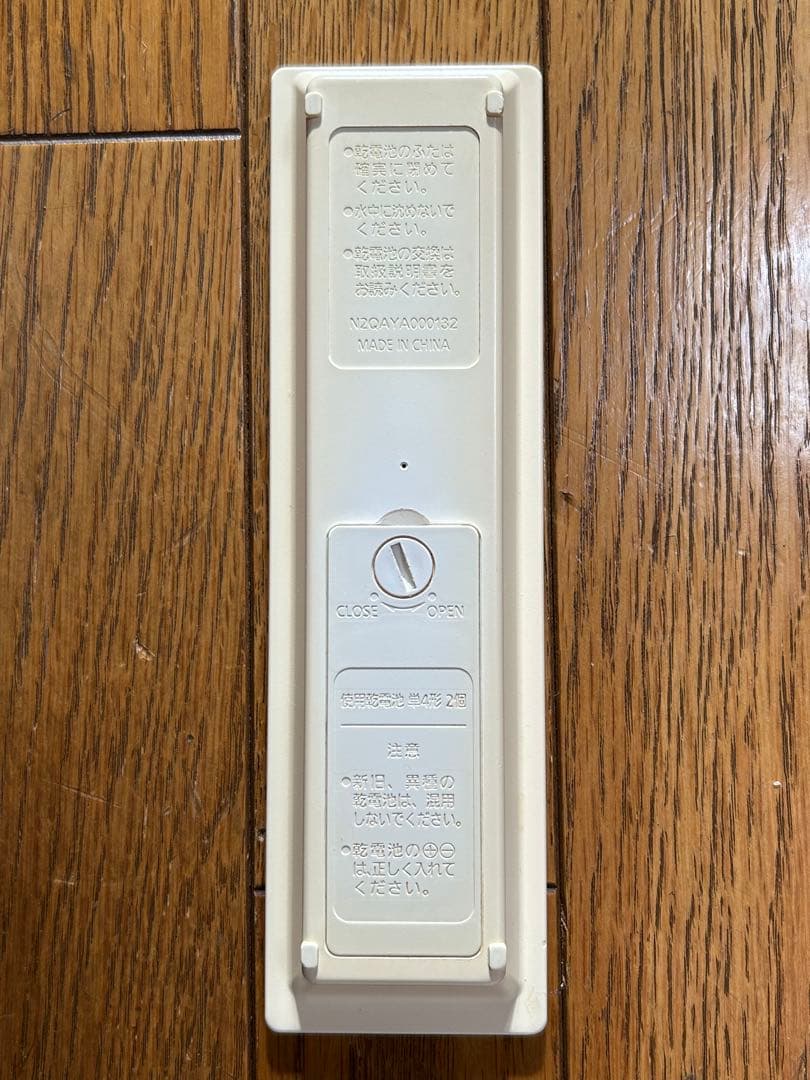 ●乾電池のふたは
確実に閉めて
ください。
●水中に沈めないで
ください。
●乾電池の交換は
取扱説明書を
お読みください。
N2QAYA000132
MADE IN CHINA
CLOSE OPEN
使用乾電池 単4形 2個
注意
●新旧、異種の
乾電池は、混用
しないでください。
●乾電池の⊕⊖
は、正しく入れて
ください。